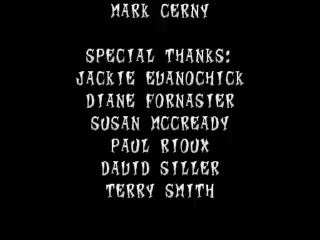 MARK CERNY
SPECIAL THANKS:
JACKIE EVANOCHICK
DIANE FORNASIER
SUSAN MCCREADY
PAUL RIOUX
DAVID SILLER
TERRY SMITH